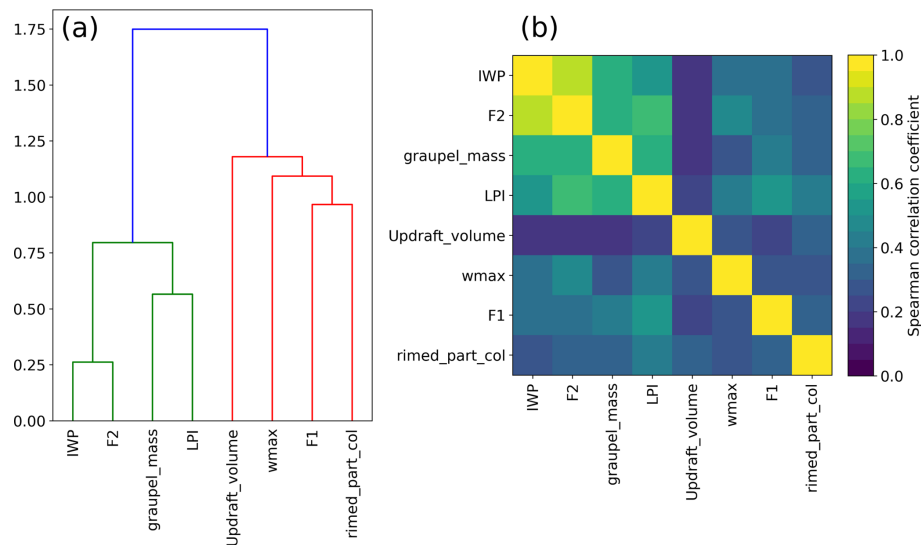 (a)
1.75
1.50
1.25
1.00
0.75
0.50
0.25
0.00
IWP
F2
graupel_mass
LPI
Updraft_volume
wmax
F1
rimed_part_col
(b)
IWP
F2
graupel_mass
LPI
Updraft_volume
wmax
F1
rimed_part_col
IWP
F2
graupel_mass
LPI
Updraft_volume
wmax
F1
rimed_part_col
1.0
0.8
0.6
0.4
0.2
0.0
Spearman correlation coefficient